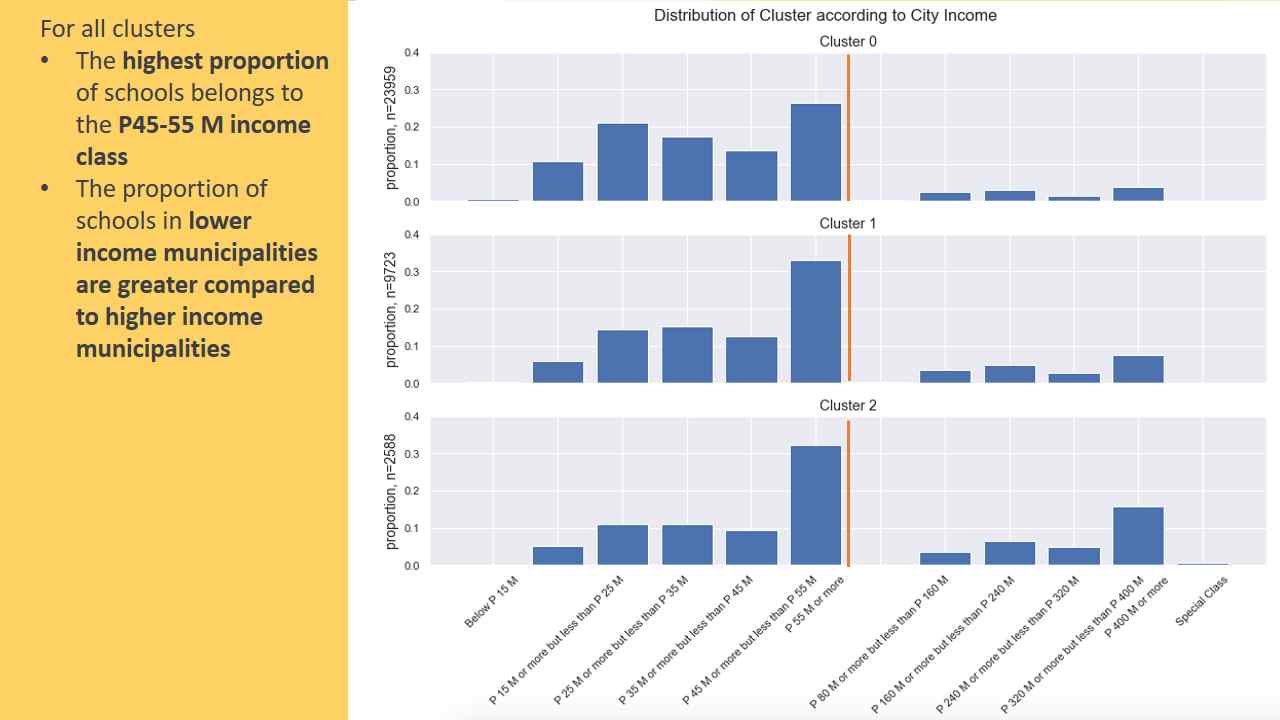 For all clusters
• The highest proportion
of schools belongs to
the P45-55 M income
class
• The proportion of
schools in lower
income municipalities
are greater compared
to higher income
municipalities
Distribution of Cluster according to City Income
Cluster 0
0.4
0.3
0.2
0.1
0.0
proportion, n=23959
Cluster 1
0.4
0.3
0.2
0.1
0.0
proportion, n=9723
Cluster 2
0.4
0.3
0.2
0.1
0.0
proportion, n=2588
Below P 15 M
P 15 M or more but less than P 25 M
P 25 M or more but less than P 35 M
P 35 M or more but less than P 45 M
P 45 M or more but less than P 55 M
P 55 M or more
P 80 M or more but less than P 160 M
P 160 M or more but less than P 240 M
P 240 M or more but less than P 320 M
P 320 M or more but less than P 400 M
P 400 M or more
Special Class